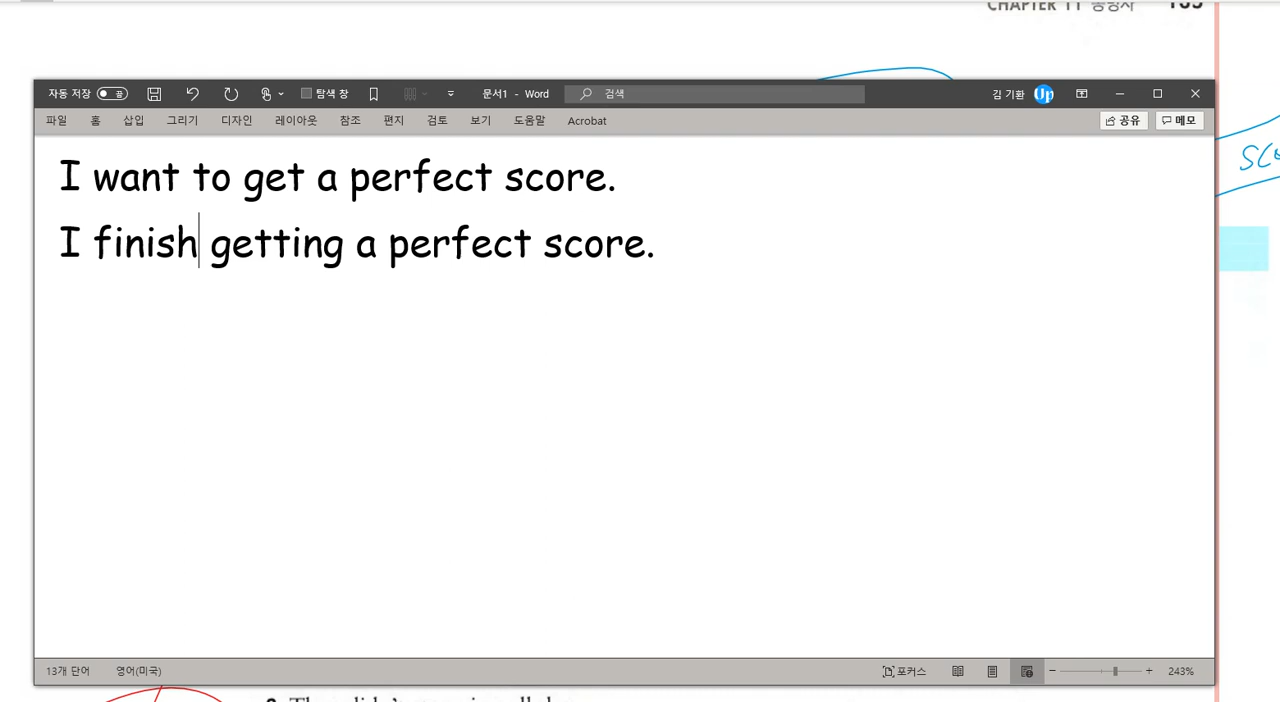 CHAPTER 11 동명사 163
자동 저장 끔 탐색 창 문서1 - Word 검색 김 기환 Up
파일 홈 삽입 그리기 디자인 레이아웃 참조 편지 검토 보기 도움말 Acrobat 공유 메모
I want to get a perfect score.
I finish getting a perfect score.
13개 단어 영어(미국) 포커스 243%